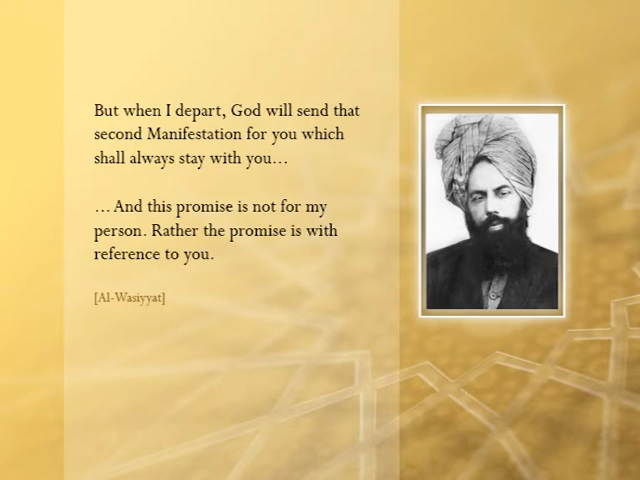 But when I depart, God will send that
second Manifestation for you which
shall always stay with you...
... And this promise is not for my
person. Rather the promise is with
reference to you.
[Al-Wasiyyat]